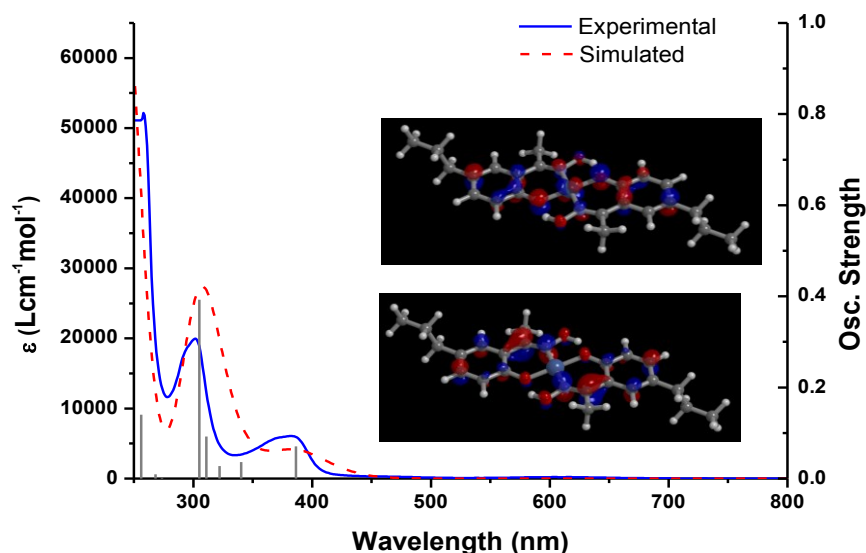 Experimental
Simulated
60000
50000
40000
30000
20000
10000
0
ε (Lcm⁻¹mol⁻¹)
1.0
0.8
0.6
0.4
0.2
0.0
Osc. Strength
300 400 500 600 700 800
Wavelength (nm)